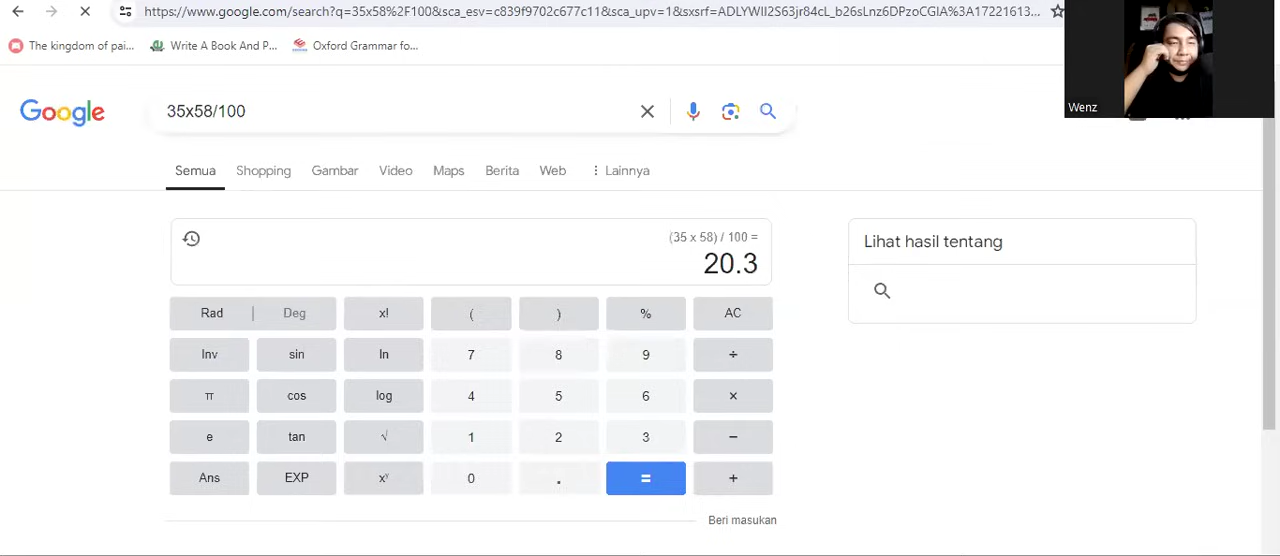 https://www.google.com/search?q=35x58%2F100&sca_esv=c839f9702c677c11&sca_upv=1&sxsrf=ADLYWII2S63jr84cL_b26sLnz6DPzoCGIA%3A17221613...
The kingdom of pai... Write A Book And P... Oxford Grammar fo...
Wenz
Google 35x58/100
Semua Shopping Gambar Video Maps Berita Web Lainnya
(35 x 58) / 100 =
20.3
Lihat hasil tentang
Rad | Deg x! ( ) % AC
Inv sin ln 7 8 9 ÷
π cos log 4 5 6 ×
e tan √ 1 2 3 −
Ans EXP xʸ 0 . = +
Beri masukan